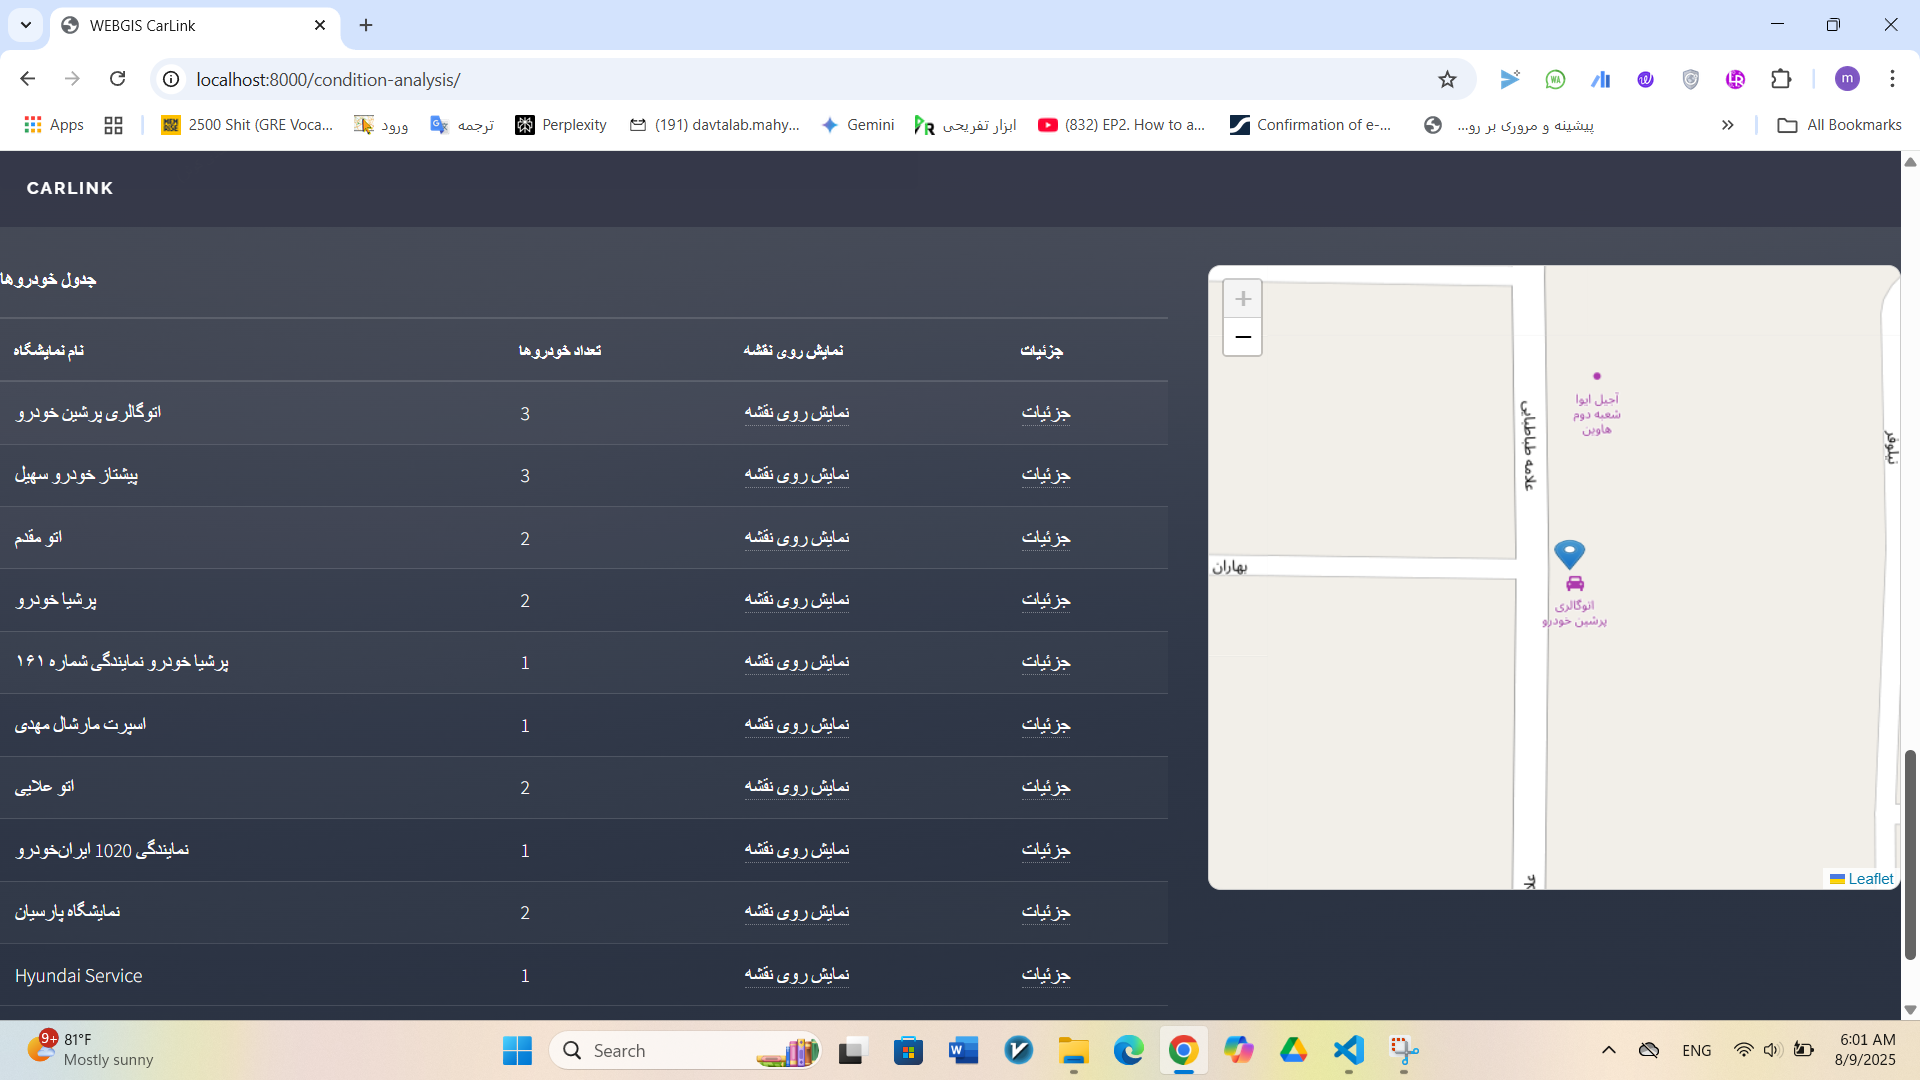 WEBGIS CarLink
localhost:8000/condition-analysis/
Apps
2500 Shit (GRE Voca...
ورود
ترجمه
Perplexity
(191) davtalab.mahy...
Gemini
ابزار تفریحی
(832) EP2. How to a...
Confirmation of e-...
پیشینه و مروری بر رو...
All Bookmarks
m
CARLINK
جدول خودروها
نام نمایشگاه تعداد خودروها نمایش روی نقشه جزئیات
اتوگالری پرشین خودرو 3 نمایش روی نقشه جزئیات
پیشتاز خودرو سهیل 3 نمایش روی نقشه جزئیات
اتو مقدم 2 نمایش روی نقشه جزئیات
پرشیا خودرو 2 نمایش روی نقشه جزئیات
پرشیا خودرو نمایندگی شماره ۱۶۱ 1 نمایش روی نقشه جزئیات
اسپرت مارشال مهدی 1 نمایش روی نقشه جزئیات
اتو علایی 2 نمایش روی نقشه جزئیات
نمایندگی 1020 ایران‌خودرو 1 نمایش روی نقشه جزئیات
نمایشگاه پارسیان 2 نمایش روی نقشه جزئیات
Hyundai Service 1 نمایش روی نقشه جزئیات
+
−
آجیل ایوا
شعبه دوم
هاوین
علامه طباطبایی
نیلوفر
بهاران
اتوگالری
پرشین خودرو
Leaflet
9+
81°F
Mostly sunny
Search
ENG
6:01 AM
8/9/2025